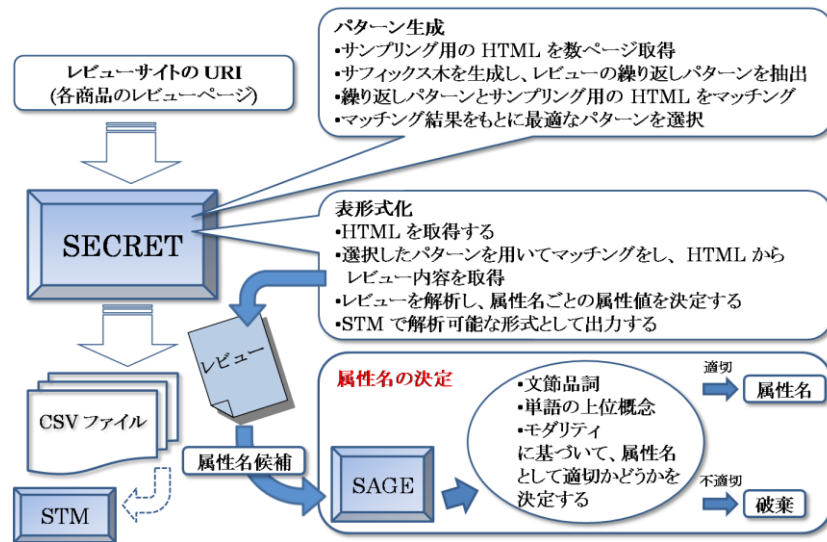 レビューサイトの URI
(各商品のレビューページ)
パターン生成
▪サンプリング用の HTML を数ページ取得
▪サフィックス木を生成し、レビューの繰り返しパターンを抽出
▪繰り返しパターンとサンプリング用の HTML をマッチング
▪マッチング結果をもとに最適なパターンを選択
SECRET
表形式化
▪HTML を取得する
▪選択したパターンを用いてマッチングをし、 HTML から
レビュー内容を取得
▪レビューを解析し、属性名ごとの属性値を決定する
▪STM で解析可能な形式として出力する
レビュー
CSV ファイル
STM
属性名候補
属性名の決定
SAGE
▪文節品詞
▪単語の上位概念
▪モダリティ
に基づいて、属性名
として適切かどうかを
決定する
適切
属性名
不適切
破棄